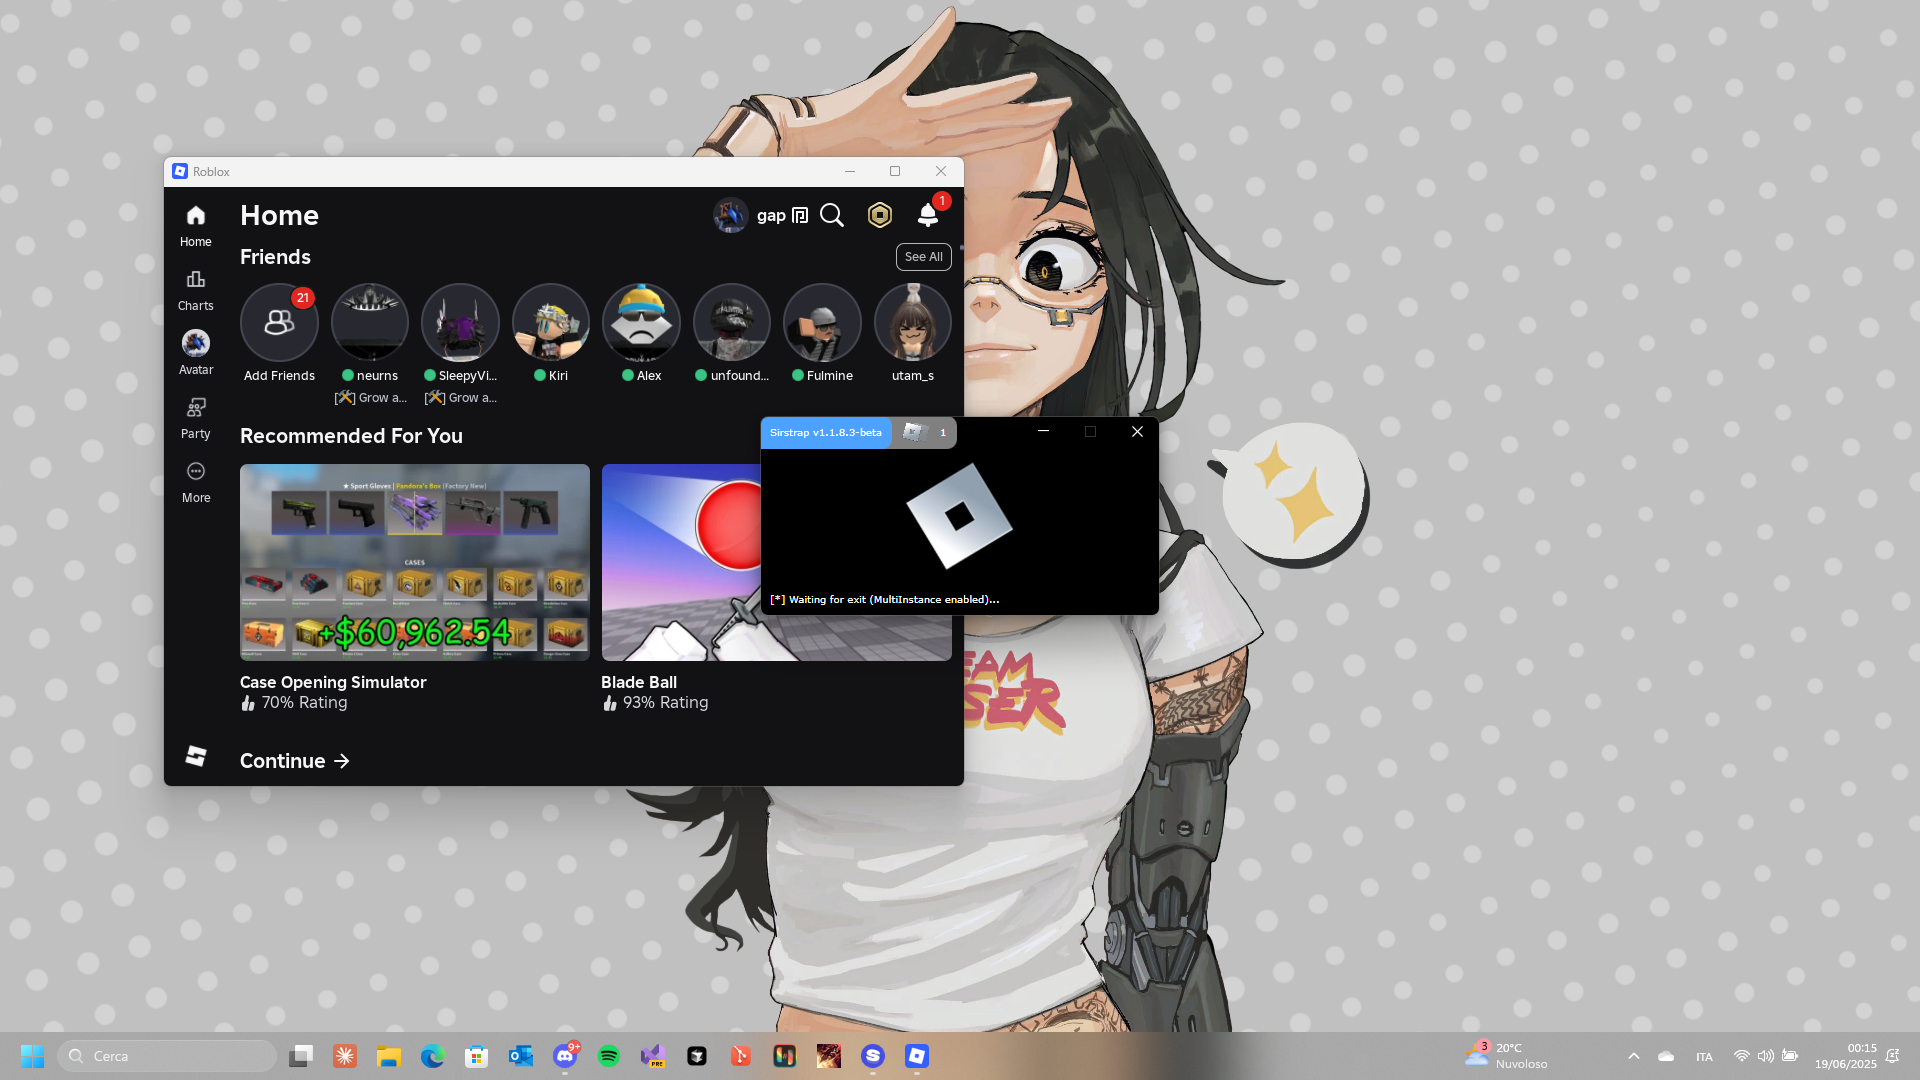 Roblox
Home
Charts
Avatar
Party
More
Home
gap
1
Friends
See All
21
Add Friends
neurns
[🛠️] Grow a...
SleepyVi...
[🛠️] Grow a...
Kiri
Alex
unfound...
Fulmine
utam_s
Recommended For You
★ Sport Gloves | Pandora's Box (Factory New)
CASES
+$60,962.54
Case Opening Simulator
70% Rating
Blade Ball
93% Rating
Continue
Sirstrap v1.1.8.3-beta
1
[*] Waiting for exit (MultiInstance enabled)...
Cerca
9+
PRE
3
20°C
Nuvoloso
ITA
00:15
19/06/2025